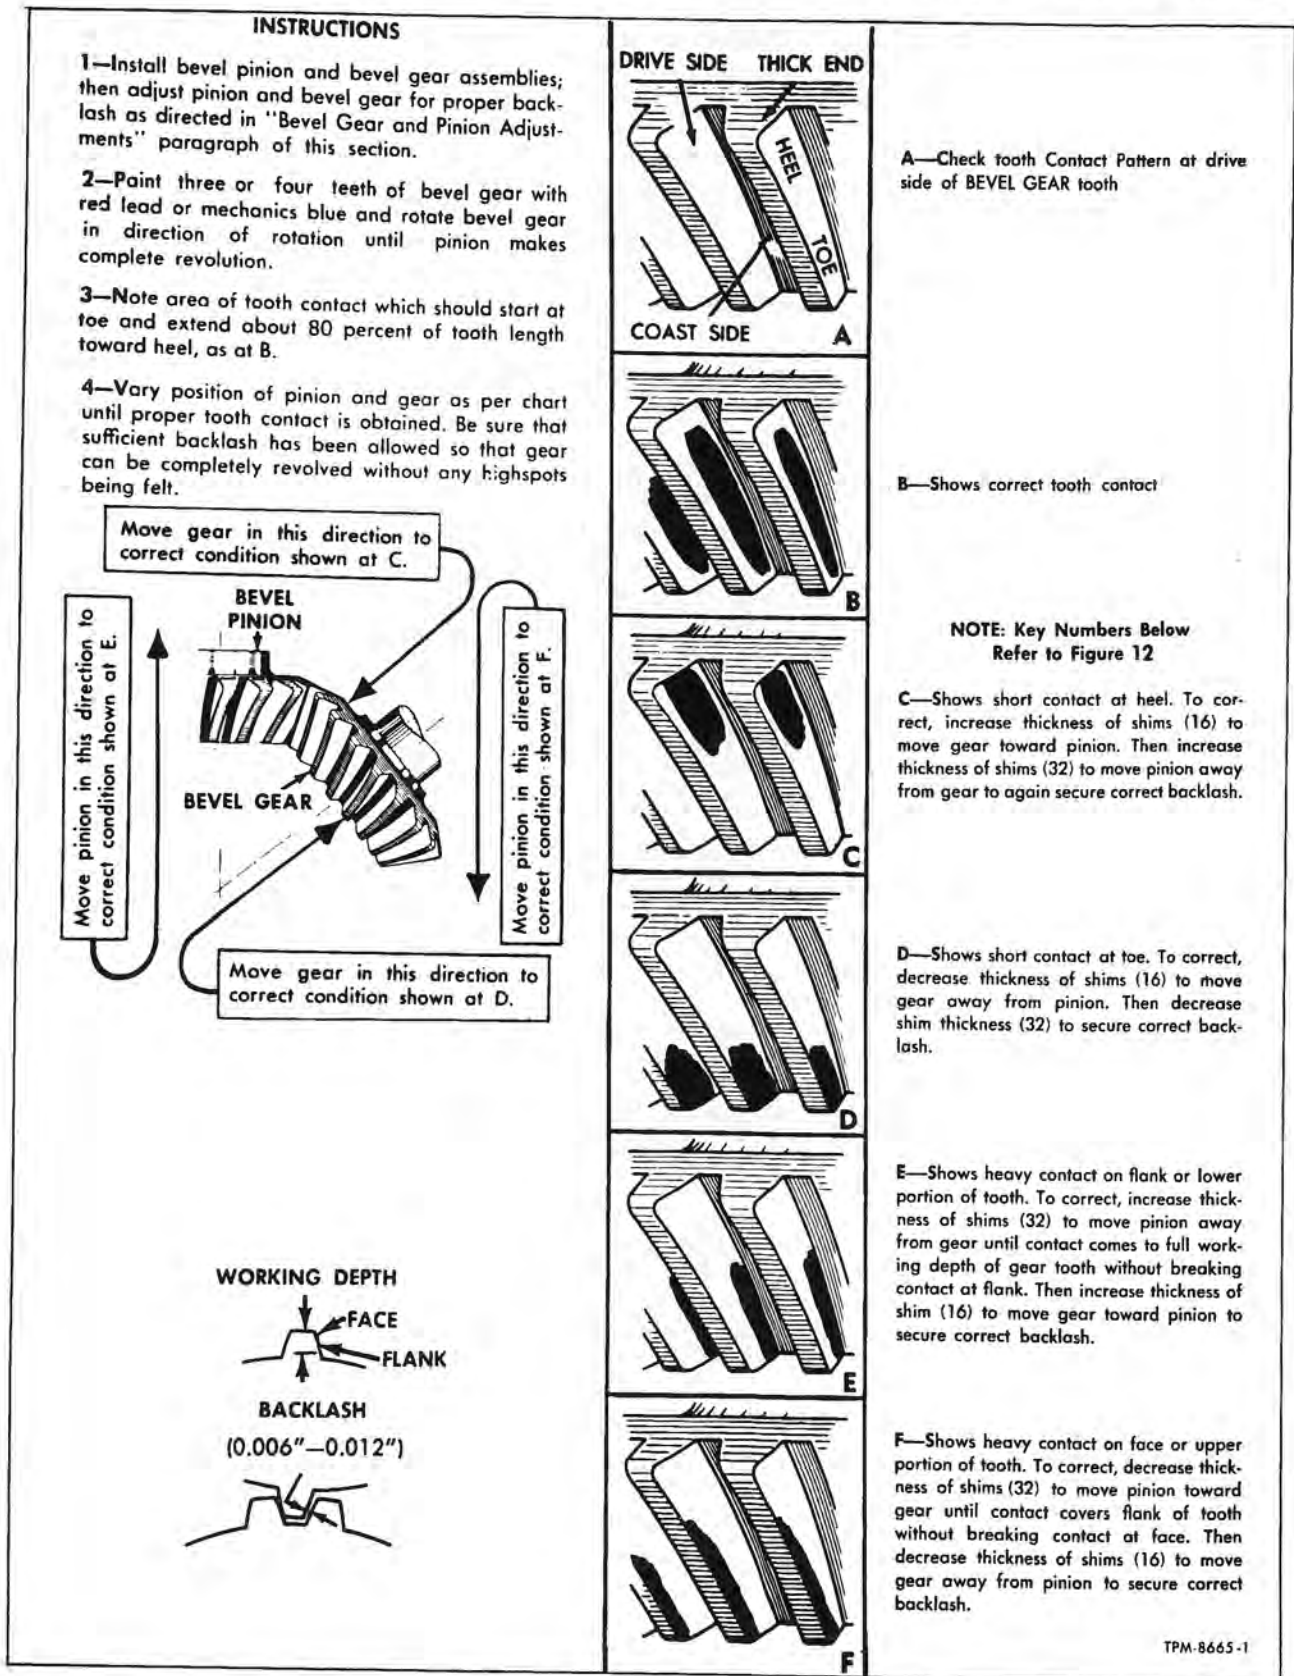 INSTRUCTIONS
1—Install bevel pinion and bevel gear assemblies;
then adjust pinion and bevel gear for proper back-
lash as directed in "Bevel Gear and Pinion Adjust-
ments" paragraph of this section.
2—Paint three or four teeth of bevel gear with
red lead or mechanics blue and rotate bevel gear
in direction of rotation until pinion makes
complete revolution.
3—Note area of tooth contact which should start at
toe and extend about 80 percent of tooth length
toward heel, as at B.
4—Vary position of pinion and gear as per chart
until proper tooth contact is obtained. Be sure that
sufficient backlash has been allowed so that gear
can be completely revolved without any highspots
being felt.
Move gear in this direction to
correct condition shown at C.
Move pinion in this direction to
correct condition shown at E.
BEVEL
PINION
BEVEL GEAR
Move pinion in this direction to
correct condition shown at F.
Move gear in this direction to
correct condition shown at D.
WORKING DEPTH
FACE
FLANK
BACKLASH
(0.006"—0.012")
DRIVE SIDE THICK END
HEEL
TOE
COAST SIDE
A
B
C
D
E
F
A—Check tooth Contact Pattern at drive
side of BEVEL GEAR tooth
B—Shows correct tooth contact
NOTE: Key Numbers Below
Refer to Figure 12
C—Shows short contact at heel. To cor-
rect, increase thickness of shims (16) to
move gear toward pinion. Then increase
thickness of shims (32) to move pinion away
from gear to again secure correct backlash.
D—Shows short contact at toe. To correct,
decrease thickness of shims (16) to move
gear away from pinion. Then decrease
shim thickness (32) to secure correct back-
lash.
E—Shows heavy contact on flank or lower
portion of tooth. To correct, increase thick-
ness of shims (32) to move pinion away
from gear until contact comes to full work-
ing depth of gear tooth without breaking
contact at flank. Then increase thickness of
shim (16) to move gear toward pinion to
secure correct backlash.
F—Shows heavy contact on face or upper
portion of tooth. To correct, decrease thick-
ness of shims (32) to move pinion toward
gear until contact covers flank of tooth
without breaking contact at face. Then
decrease thickness of shims (16) to move
gear away from pinion to secure correct
backlash.
TPM-8665-1